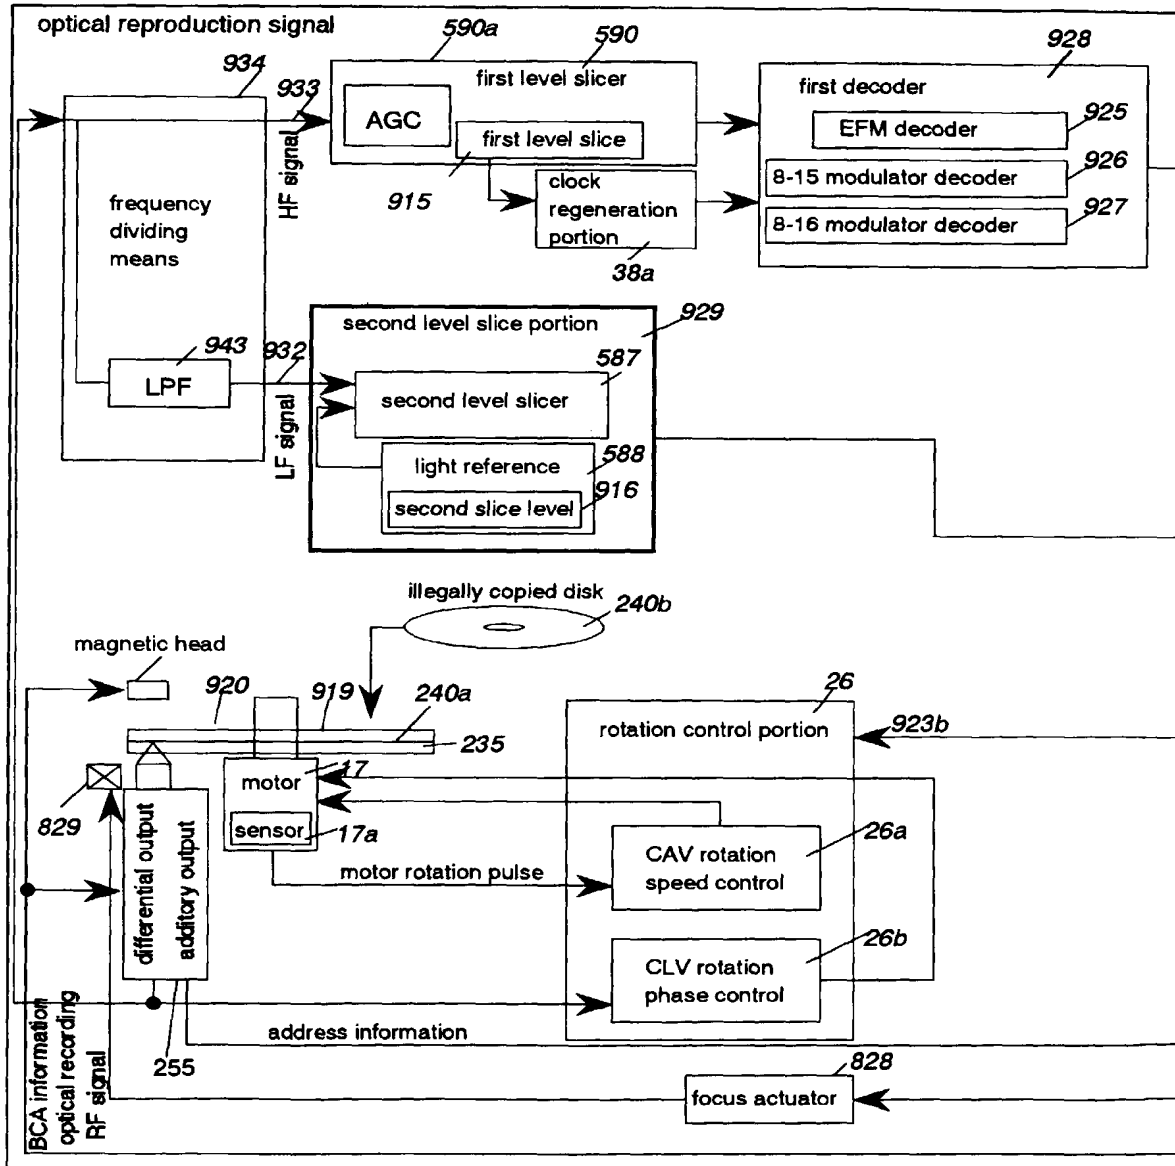 optical reproduction signal
590a
590
928
934
933
first level slicer
first decoder
AGC
925
EFM decoder
first level slice
HF signal
926
915
clock
regeneration
portion
8-15 modulator decoder
frequency
dividing
means
927
8-16 modulator decoder
38a
second level slice portion
929
943
932
587
LPF
second level slicer
LF signal
588
light reference
916
second slice level
illegally copied disk
240b
magnetic head
920
919
240a
26
rotation control portion
923b
235
motor
17
829
sensor
17a
26a
CAV rotation
speed control
differential output
additory output
motor rotation pulse
26b
CLV rotation
phase control
BCA information
optical recording
RF signal
address information
255
828
focus actuator